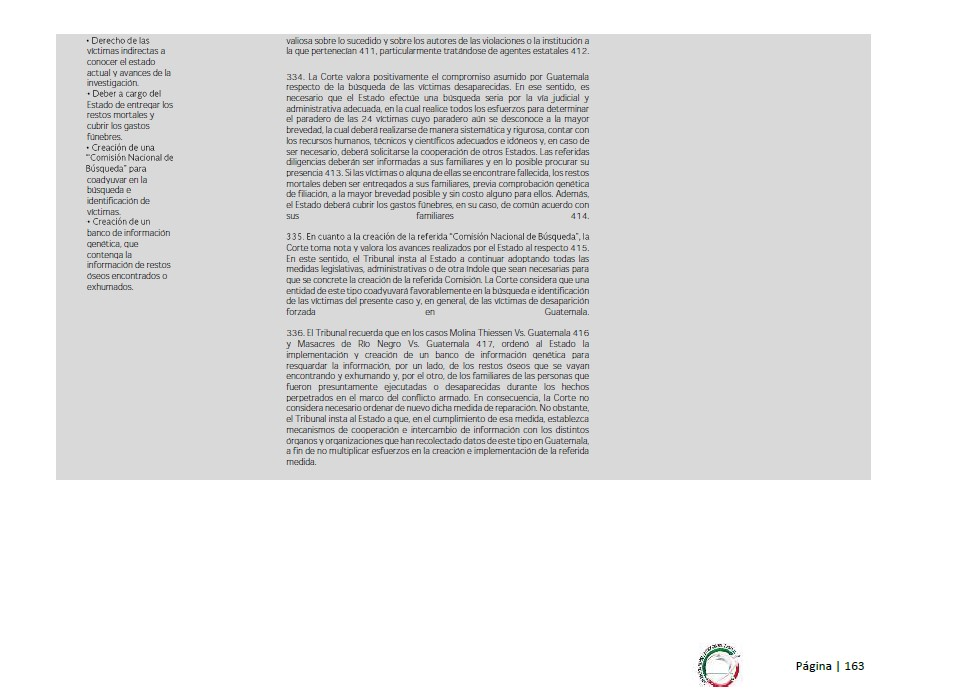 • Derecho de las
víctimas indirectas a
conocer el estado
actual y avances de la
investigación.
• Deber a cargo del
Estado de entregar los
restos mortales y
cubrir los gastos
fúnebres.
• Creación de una
"Comisión Nacional de
Búsqueda" para
coadyuvar en la
búsqueda e
identificación de
víctimas.
• Creación de un
banco de información
genética, que
contenga la
información de restos
óseos encontrados o
exhumados.
valiosa sobre lo sucedido y sobre los autores de las violaciones o la institución a
la que pertenecían 411, particularmente tratándose de agentes estatales 412.
334. La Corte valora positivamente el compromiso asumido por Guatemala
respecto de la búsqueda de las víctimas desaparecidas. En ese sentido, es
necesario que el Estado efectúe una búsqueda seria por la vía judicial y
administrativa adecuada, en la cual realice todos los esfuerzos para determinar
el paradero de las 24 víctimas cuyo paradero aún se desconoce a la mayor
brevedad, la cual deberá realizarse de manera sistemática y rigurosa, contar con
los recursos humanos, técnicos y científicos adecuados e idóneos y, en caso de
ser necesario, deberá solicitarse la cooperación de otros Estados. Las referidas
diligencias deberán ser informadas a sus familiares y en lo posible procurar su
presencia 413. Si las víctimas o alguna de ellas se encontrare fallecida, los restos
mortales deben ser entregados a sus familiares, previa comprobación genética
de filiación, a la mayor brevedad posible y sin costo alguno para ellos. Además,
el Estado deberá cubrir los gastos fúnebres, en su caso, de común acuerdo con
sus familiares 414.
335. En cuanto a la creación de la referida "Comisión Nacional de Búsqueda", la
Corte toma nota y valora los avances realizados por el Estado al respecto 415.
En este sentido, el Tribunal insta al Estado a continuar adoptando todas las
medidas legislativas, administrativas o de otra índole que sean necesarias para
que se concrete la creación de la referida Comisión. La Corte considera que una
entidad de este tipo coadyuvará favorablemente en la búsqueda e identificación
de las víctimas del presente caso y, en general, de las víctimas de desaparición
forzada en Guatemala.
336. El Tribunal recuerda que en los casos Molina Thiessen Vs. Guatemala 416
y Masacres de Río Negro Vs. Guatemala 417, ordenó al Estado la
implementación y creación de un banco de información genética para
resguardar la información, por un lado, de los restos óseos que se vayan
encontrando y exhumando y, por el otro, de los familiares de las personas que
fueron presuntamente ejecutadas o desaparecidas durante los hechos
perpetrados en el marco del conflicto armado. En consecuencia, la Corte no
considera necesario ordenar de nuevo dicha medida de reparación. No obstante,
el Tribunal insta al Estado a que, en el cumplimiento de esa medida, establezca
mecanismos de cooperación e intercambio de información con los distintos
órganos y organizaciones que han recolectado datos de este tipo en Guatemala,
a fin de no multiplicar esfuerzos en la creación e implementación de la referida
medida.
Página | 163